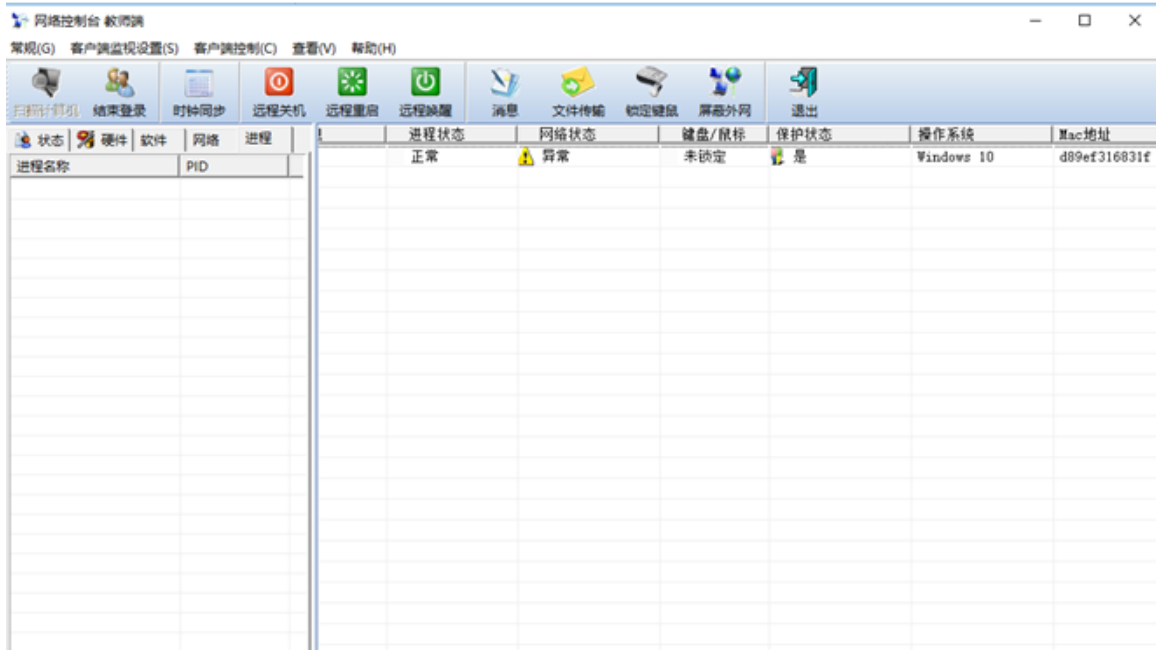 网络控制台 教师端
常规(G) 客户端监视设置(S) 客户端控制(C) 查看(V) 帮助(H)
扫描计算机 结束登录 时钟同步 远程关机 远程重启 远程唤醒 消息 文件传输 锁定键鼠 屏蔽外网 退出
状态 硬件 软件 网络 进程 进程状态 网络状态 键盘/鼠标 保护状态 操作系统 Mac地址
进程名称 PID 正常 异常 未锁定 是 Windows 10 d89ef316831f